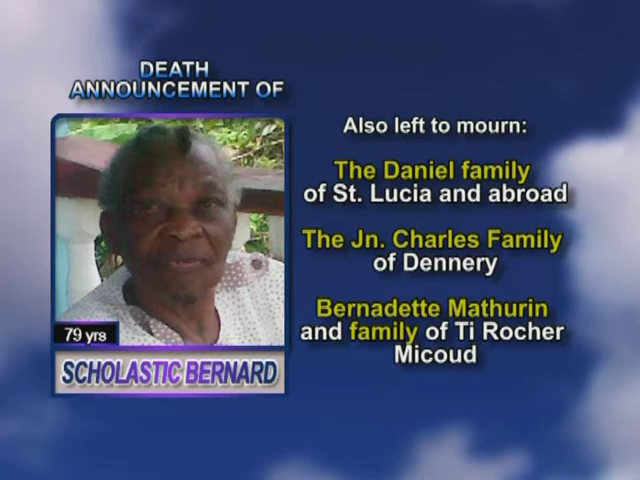 DEATH
ANNOUNCEMENT OF
79 yrs
SCHOLASTIC BERNARD
Also left to mourn:
The Daniel family
of St. Lucia and abroad
The Jn. Charles Family
of Dennery
Bernadette Mathurin
and family of Ti Rocher
Micoud